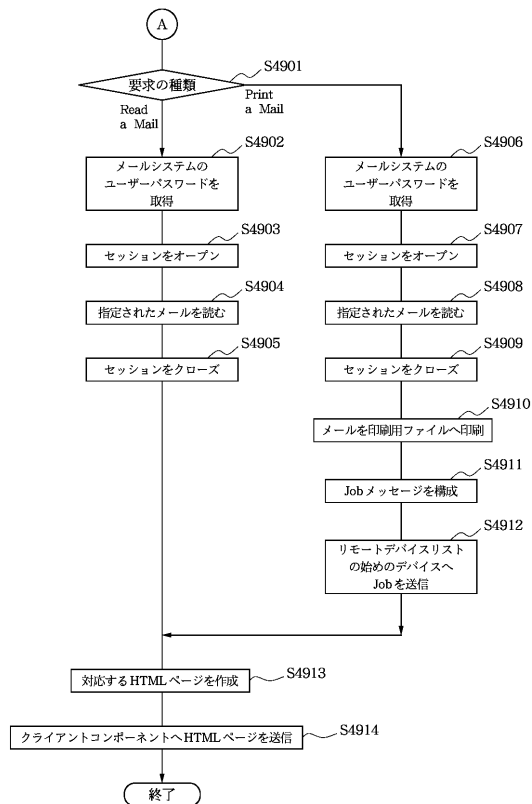 A
要求の種類
S4901
Read
a Mail
Print
a Mail
S4902
メールシステムの
ユーザーパスワードを
取得
S4906
メールシステムの
ユーザーパスワードを
取得
S4903
セッションをオープン
S4907
セッションをオープン
S4904
指定されたメールを読む
S4908
指定されたメールを読む
S4905
セッションをクローズ
S4909
セッションをクローズ
S4910
メールを印刷用ファイルへ印刷
S4911
Jobメッセージを構成
S4912
リモートデバイスリスト
の始めのデバイスへ
Jobを送信
対応するHTMLページを作成
S4913
クライアントコンポーネントへHTMLページを送信
S4914
終了